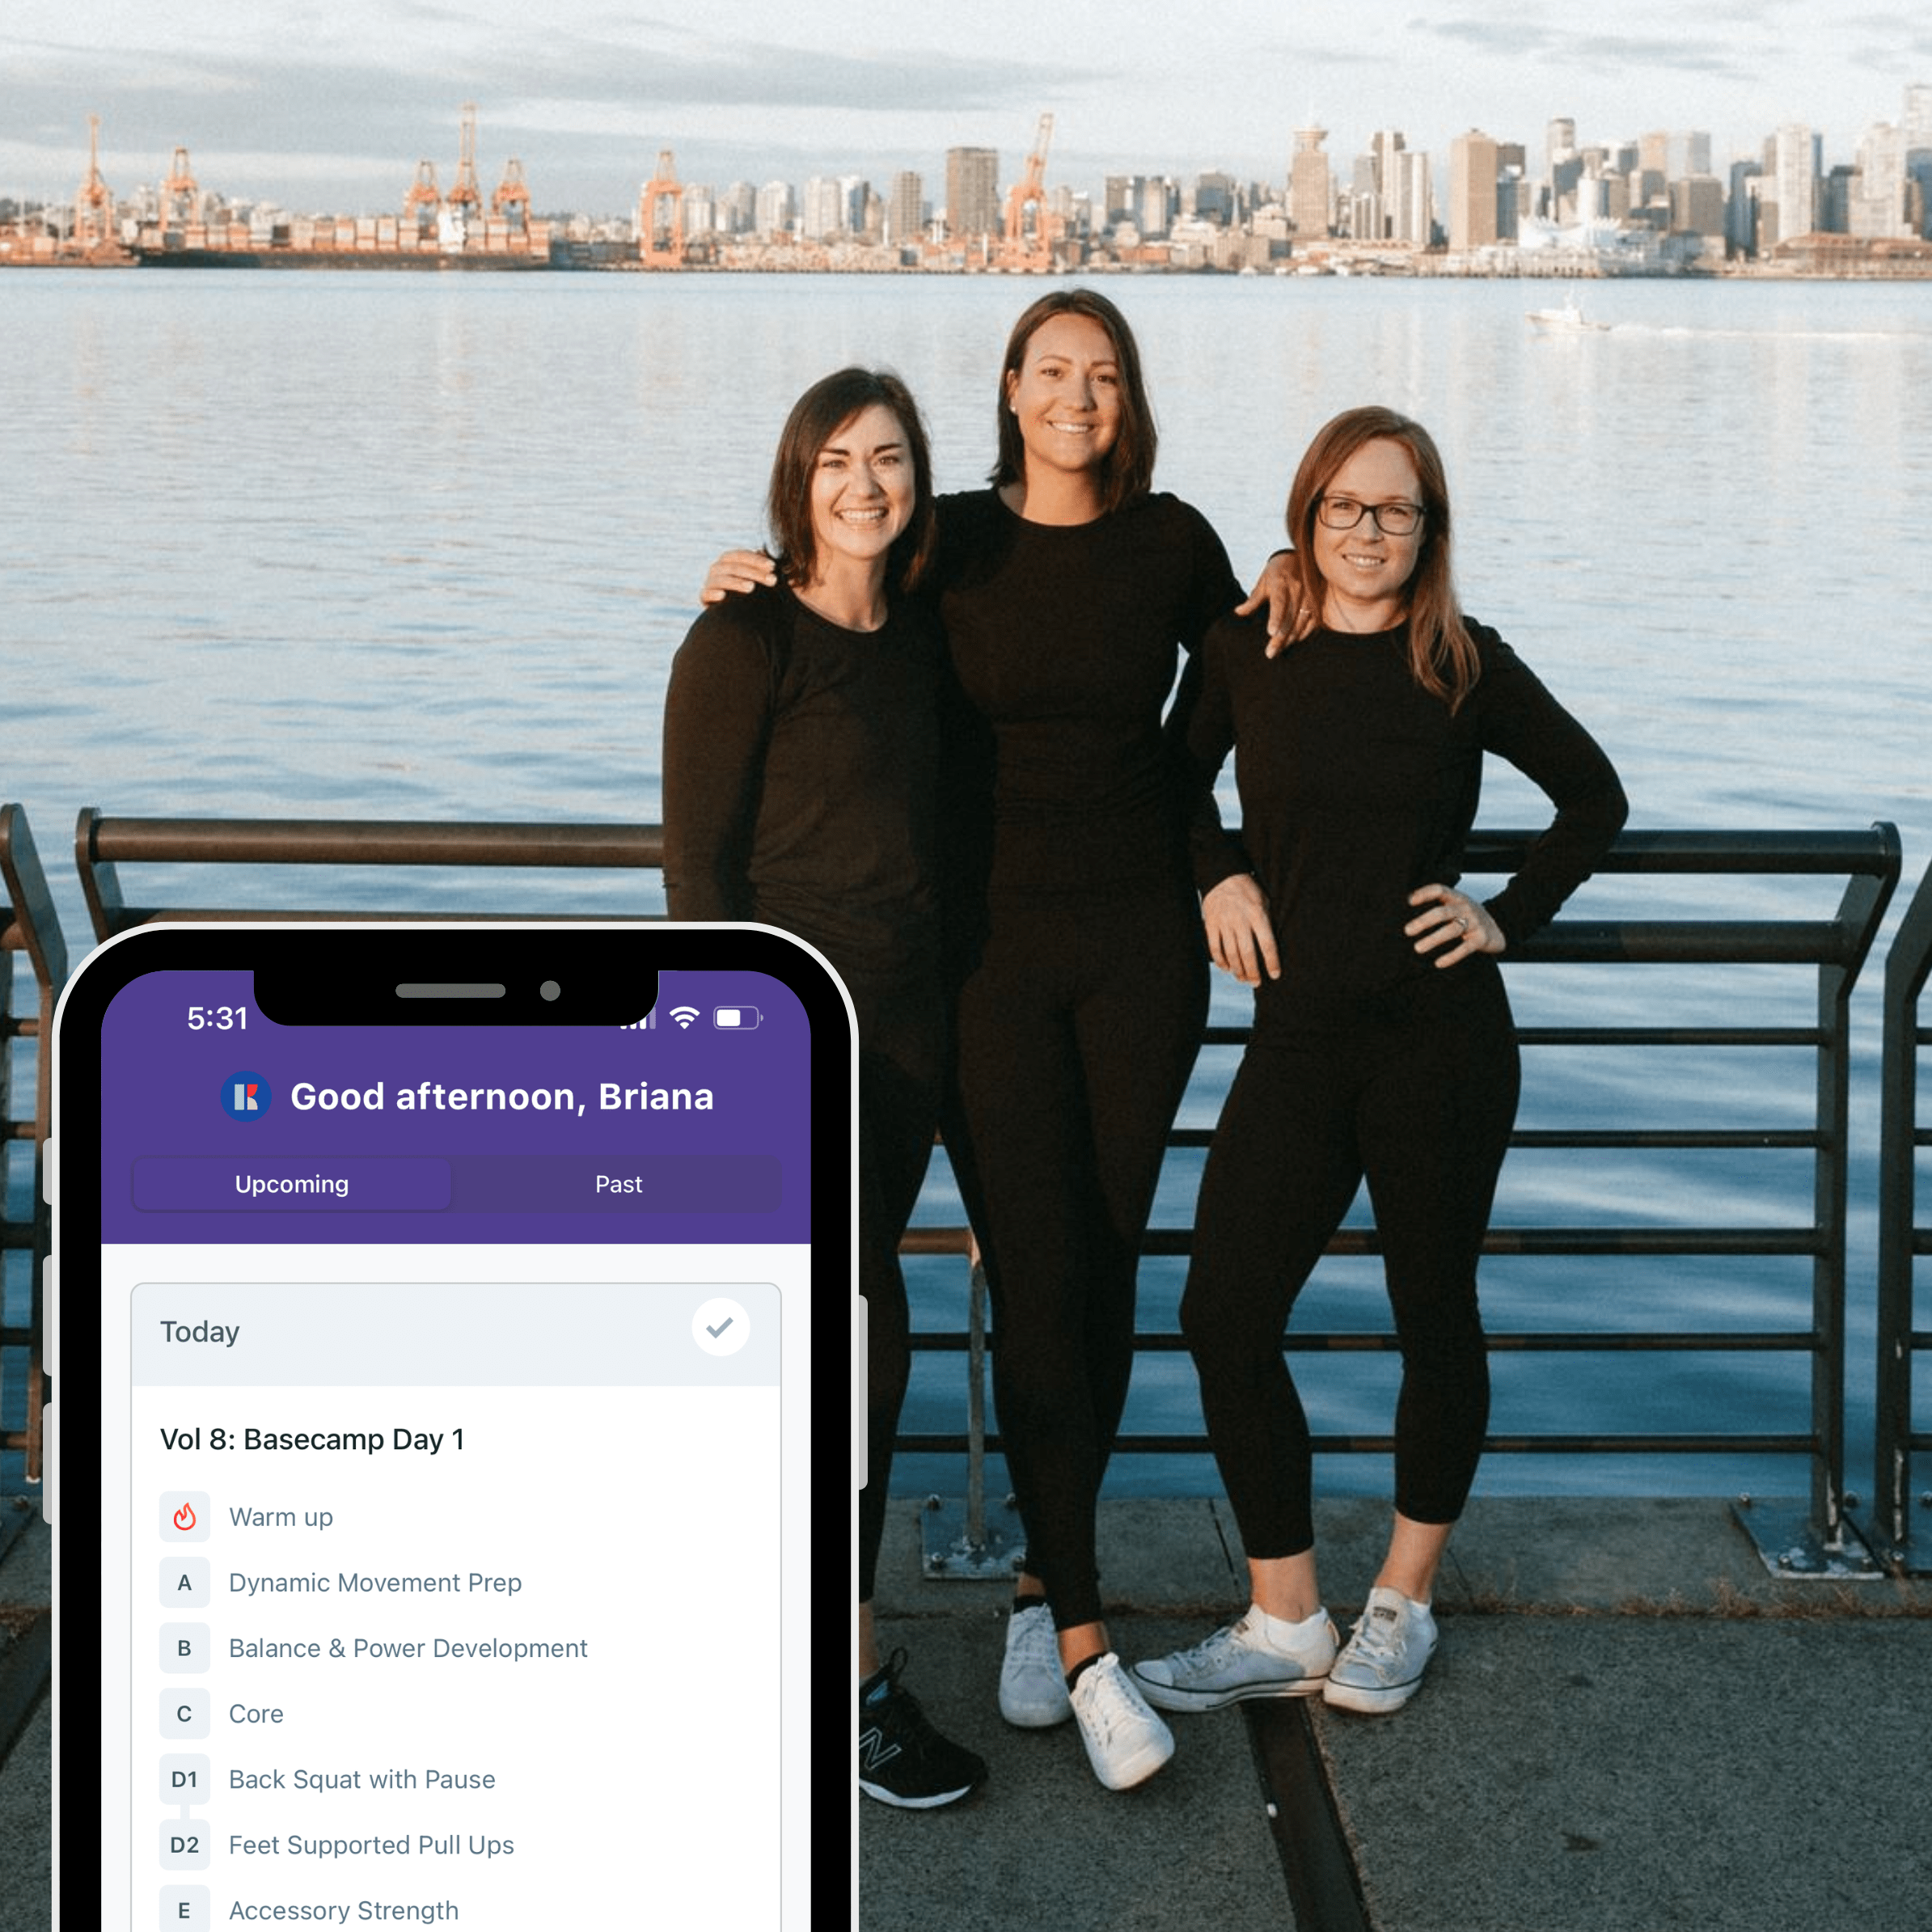 5:31
Good afternoon, Briana
Upcoming
Past
Today
Vol 8: Basecamp Day 1
Warm up
A Dynamic Movement Prep
B Balance & Power Development
C Core
D1 Back Squat with Pause
D2 Feet Supported Pull Ups
E Accessory Strength
N